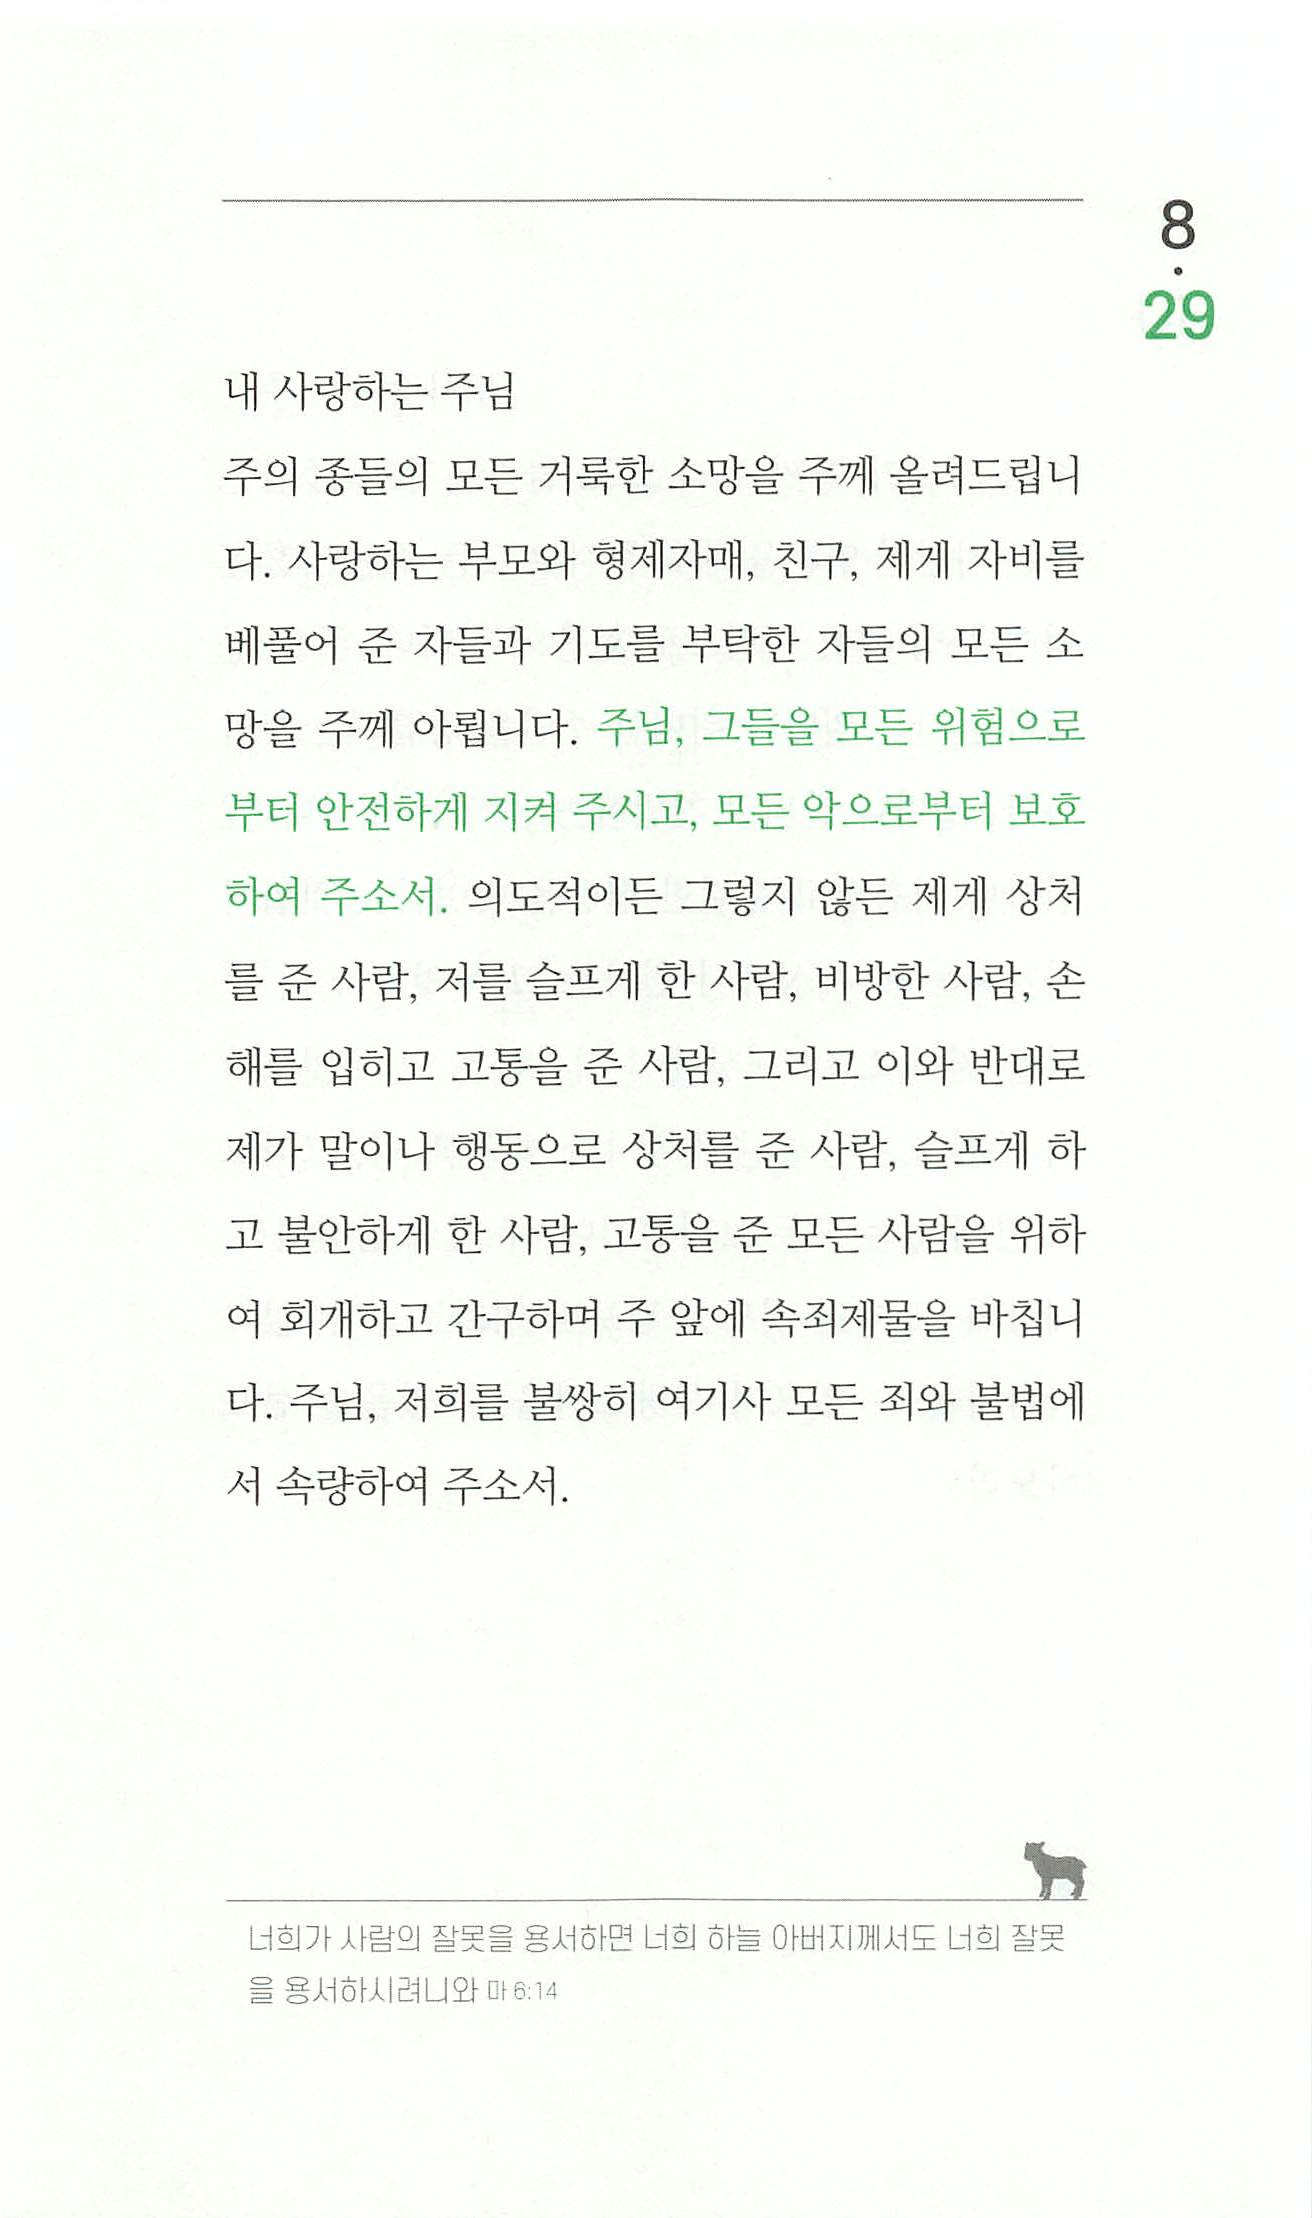 8
·
29
내 사랑하는 주님
주의 종들의 모든 거룩한 소망을 주께 올려드립니
다. 사랑하는 부모와 형제자매, 친구, 제게 자비를
베풀어 준 자들과 기도를 부탁한 자들의 모든 소
망을 주께 아룁니다. 주님, 그들을 모든 위험으로
부터 안전하게 지켜 주시고, 모든 악으로부터 보호
하여 주소서. 의도적이든 그렇지 않든 제게 상처
를 준 사람, 저를 슬프게 한 사람, 비방한 사람, 손
해를 입히고 고통을 준 사람, 그리고 이와 반대로
제가 말이나 행동으로 상처를 준 사람, 슬프게 하
고 불안하게 한 사람, 고통을 준 모든 사람을 위하
여 회개하고 간구하며 주 앞에 속죄제물을 바칩니
다. 주님, 저희를 불쌍히 여기사 모든 죄와 불법에
서 속량하여 주소서.
너희가 사람의 잘못을 용서하면 너희 하늘 아버지께서도 너희 잘못
을 용서하시려니와 마 6:14